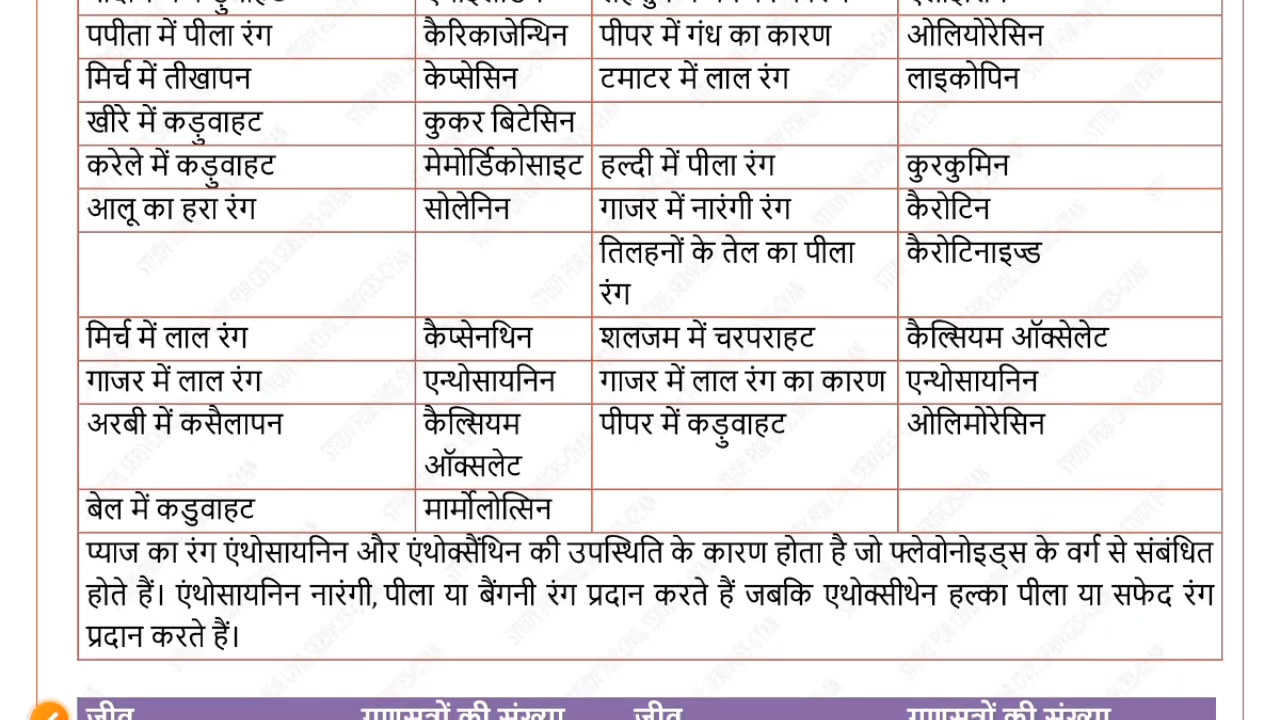 पपीता में पीला रंग कैरिकाजेन्थिन पीपर में गंध का कारण ओलियोरेसिन
मिर्च में तीखापन केप्सेसिन टमाटर में लाल रंग लाइकोपिन
खीरे में कड़ुवाहट कुकर बिटेसिन
करेले में कड़ुवाहट मेमोर्डिकोसाइट हल्दी में पीला रंग कुरकुमिन
आलू का हरा रंग सोलेनिन गाजर में नारंगी रंग कैरोटिन
तिलहनों के तेल का पीला कैरोटिनाइज्ड
रंग
मिर्च में लाल रंग कैप्सेनथिन शलजम में चरपराहट कैल्सियम ऑक्सेलेट
गाजर में लाल रंग एन्थोसायनिन गाजर में लाल रंग का कारण एन्थोसायनिन
अरबी में कसैलापन कैल्सियम पीपर में कड़ुवाहट ओलिमोरेसिन
ऑक्सलेट
बेल में कडुवाहट मार्मोलोत्सिन
प्याज का रंग एंथोसायनिन और एंथोक्सैंथिन की उपस्थिति के कारण होता है जो फ्लेवोनोइड्स के वर्ग से संबंधित
होते हैं। एंथोसायनिन नारंगी, पीला या बैंगनी रंग प्रदान करते हैं जबकि एथोक्सीथेन हल्का पीला या सफेद रंग
प्रदान करते हैं।
जीव गुणसूत्रों की संख्या जीव गुणसूत्रों की संख्या